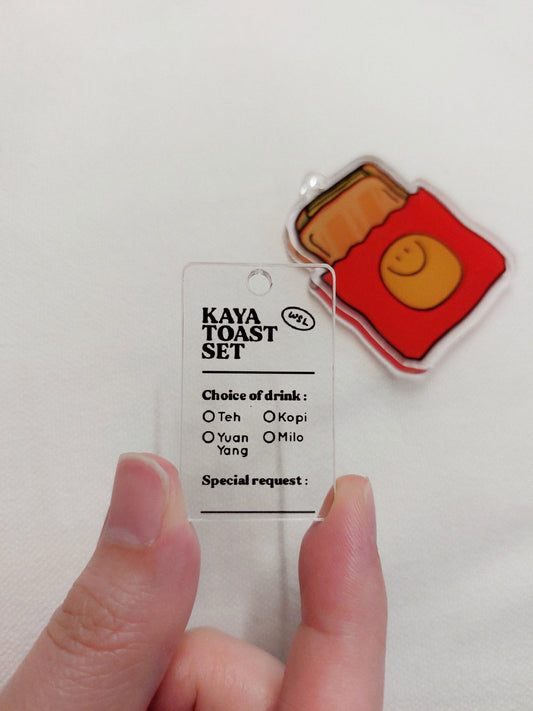 KAYA
TOAST
SET
WSL
Choice of drink :
Teh Kopi
Yuan Milo
Yang
Special request :